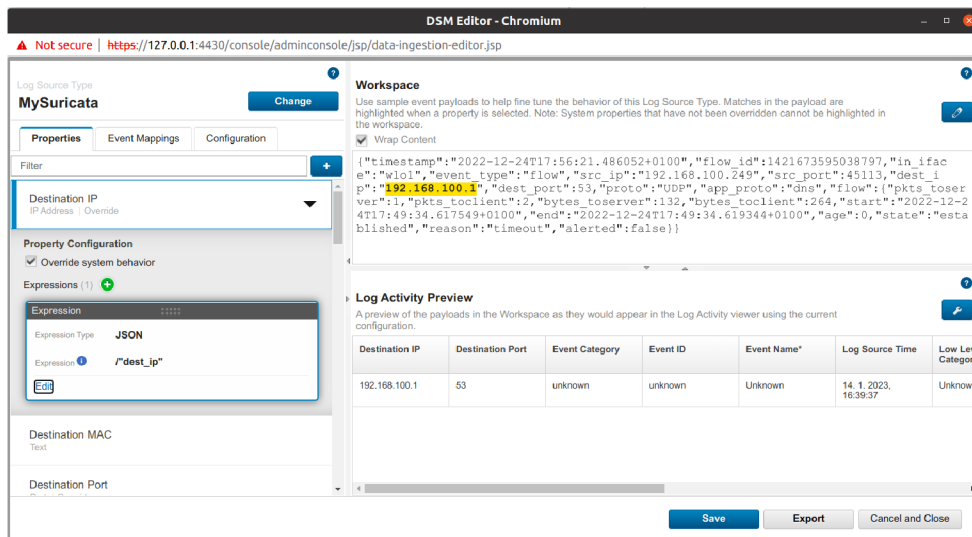 DSM Editor - Chromium
Not secure | https://127.0.0.1:4430/console/adminconsole/jsp/data-ingestion-editor.jsp
Log Source Type
MySuricata
Change
Properties
Event Mappings
Configuration
Filter
+
Destination IP
IP Address | Override
Property Configuration
Override system behavior
Expressions (1)
Expression
Expression Type JSON
Expression /"dest_ip"
Edit
Destination MAC
Text
Destination Port
Workspace
Use sample event payloads to help fine tune the behavior of this Log Source Type. Matches in the payload are
highlighted when a property is selected. Note: System properties that have not been overridden cannot be highlighted in
the workspace.
Wrap Content
{"timestamp":"2022-12-24T17:56:21.486052+0100","flow_id":1421673595038797,"in_ifac
e":"wlo1","event_type":"flow","src_ip":"192.168.100.249","src_port":45113,"dest_i
p":"192.168.100.1","dest_port":53,"proto":"UDP","app_proto":"dns","flow":{"pkts_toser
ver":1,"pkts_toclient":2,"bytes_toserver":132,"bytes_toclient":264,"start":"2022-12-2
4T17:49:34.617549+0100","end":"2022-12-24T17:49:34.619344+0100","age":0,"state":"esta
blished","reason":"timeout","alerted":false}}
Log Activity Preview
A preview of the payloads in the Workspace as they would appear in the Log Activity viewer using the current
configuration.
Destination IP Destination Port Event Category Event ID Event Name* Log Source Time Low Lev
Categor
192.168.100.1 53 unknown unknown Unknown 14. 1. 2023, Unknow
16:39:37
Save
Export
Cancel and Close